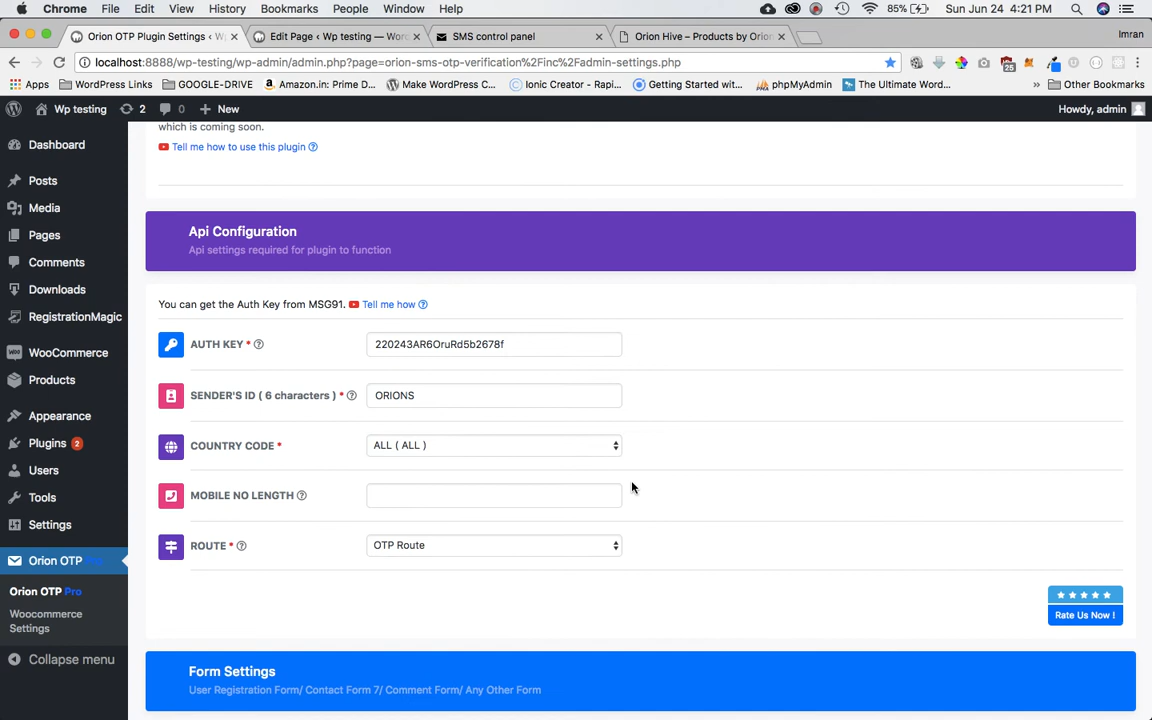 Chrome File Edit View History Bookmarks People Window Help 85% Sun Jun 24 4:21 PM
Orion OTP Plugin Settings ‹ W Edit Page ‹ Wp testing — Word SMS control panel Orion Hive – Products by Orion Imran
localhost:8888/wp-testing/wp-admin/admin.php?page=orion-sms-otp-verification%2Finc%2Fadmin-settings.php 25
Apps WordPress Links GOOGLE-DRIVE Amazon.in: Prime D... Make WordPress C... Ionic Creator - Rapi... Getting Started wit... phpMyAdmin The Ultimate Wor... » Other Bookmarks
Wp testing 2 0 New Howdy, admin
Dashboard
Posts
Media
Pages
Comments
Downloads
RegistrationMagic
WooCommerce
Products
Appearance
Plugins 2
Users
Tools
Settings
Orion OTP Pro
Orion OTP Pro
Woocommerce
Settings
Collapse menu
which is coming soon.
Tell me how to use this plugin
Api Configuration
Api settings required for plugin to function
You can get the Auth Key from MSG91. Tell me how
AUTH KEY * 220243AR6OruRd5b2678f
SENDER'S ID ( 6 characters ) * ORIONS
COUNTRY CODE * ALL ( ALL )
MOBILE NO LENGTH
ROUTE * OTP Route
Rate Us Now !
Form Settings
User Registration Form/ Contact Form 7/ Comment Form/ Any Other Form